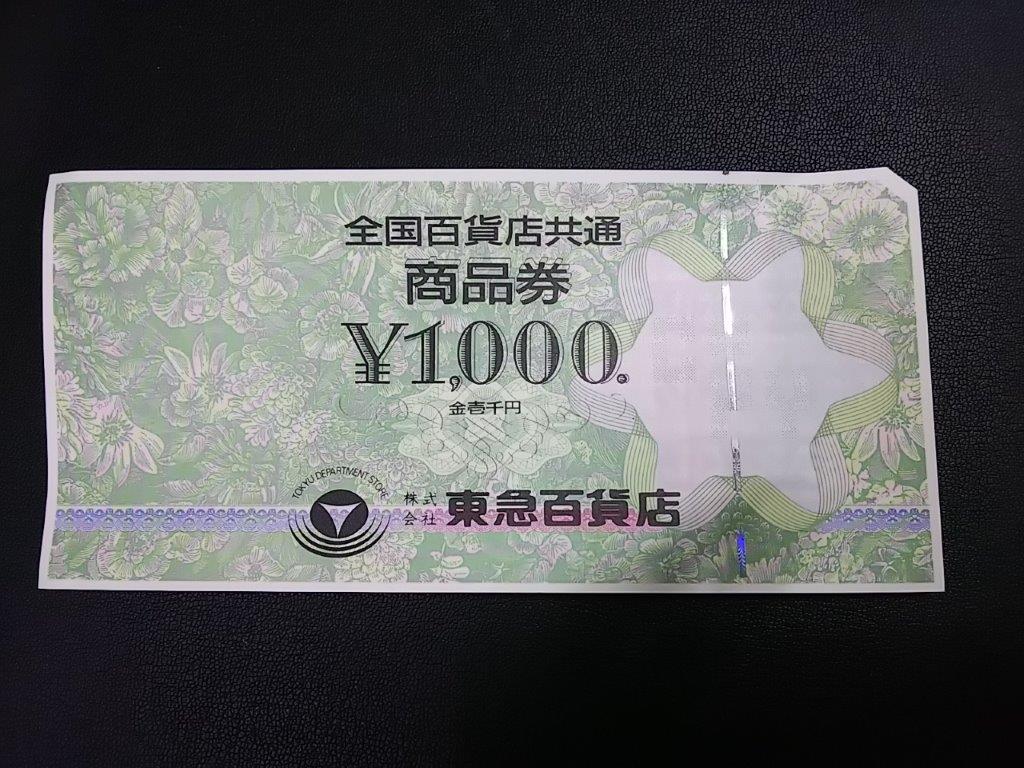 全国百貨店共通
商品券
¥1,000.
金壱千円
TOKYU DEPARTMENT STORE
株式会社 東急百貨店